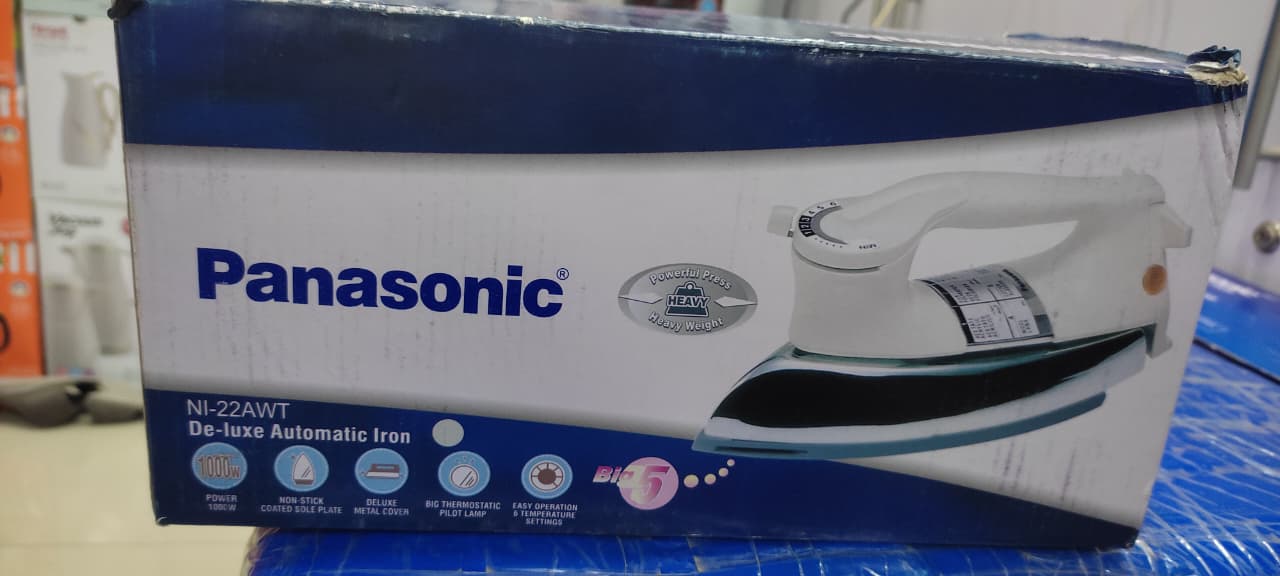 Panasonic®
Powerful Press
HEAVY
Heavy Weight
NI-22AWT
De-luxe Automatic Iron
1000W
POWER
1000W
NON-STICK
COATED SOLE PLATE
DELUXE
METAL COVER
BIG THERMOSTATIC
PILOT LAMP
EASY OPERATION
6 TEMPERATURE
SETTINGS
Big 5